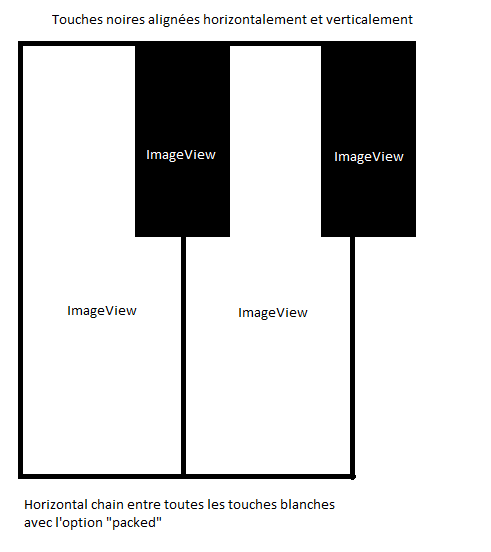 Touches noires alignées horizontalement et verticalement
ImageView
ImageView
ImageView
ImageView
Horizontal chain entre toutes les touches blanches
avec l'option "packed"